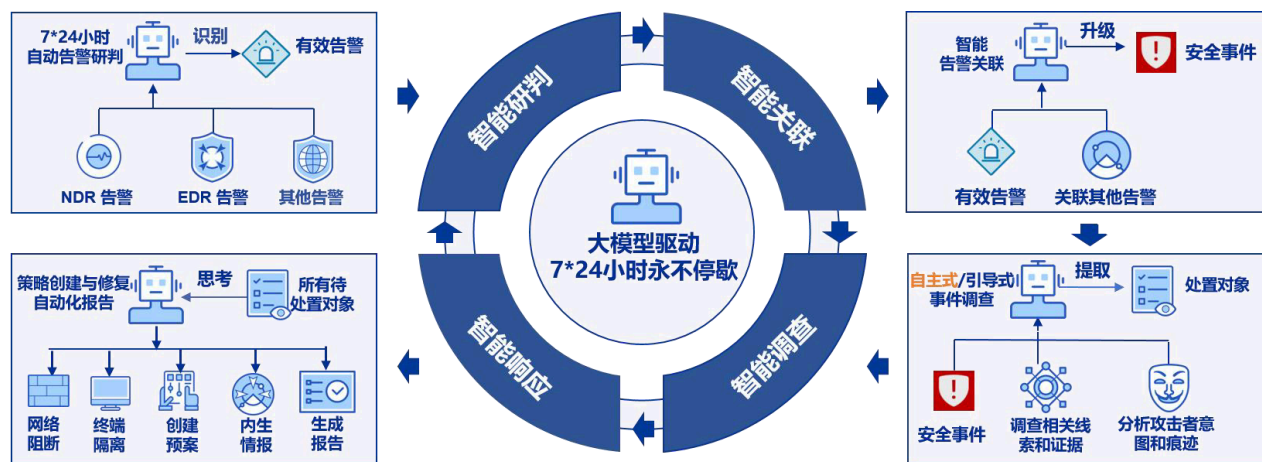 7*24小时
自动告警研判
识别
有效告警
NDR 告警
EDR 告警
其他告警
智能研判
智能关联
智能调查
智能响应
大模型驱动
7*24小时永不停歇
智能
告警关联
升级
安全事件
有效告警
关联其他告警
自主式/引导式
事件调查
提取
处置对象
安全事件
调查相关线
索和证据
分析攻击者意
图和痕迹
策略创建与修复
自动化报告
思考
所有待
处置对象
网络
阻断
终端
隔离
创建
预案
内生
情报
生成
报告